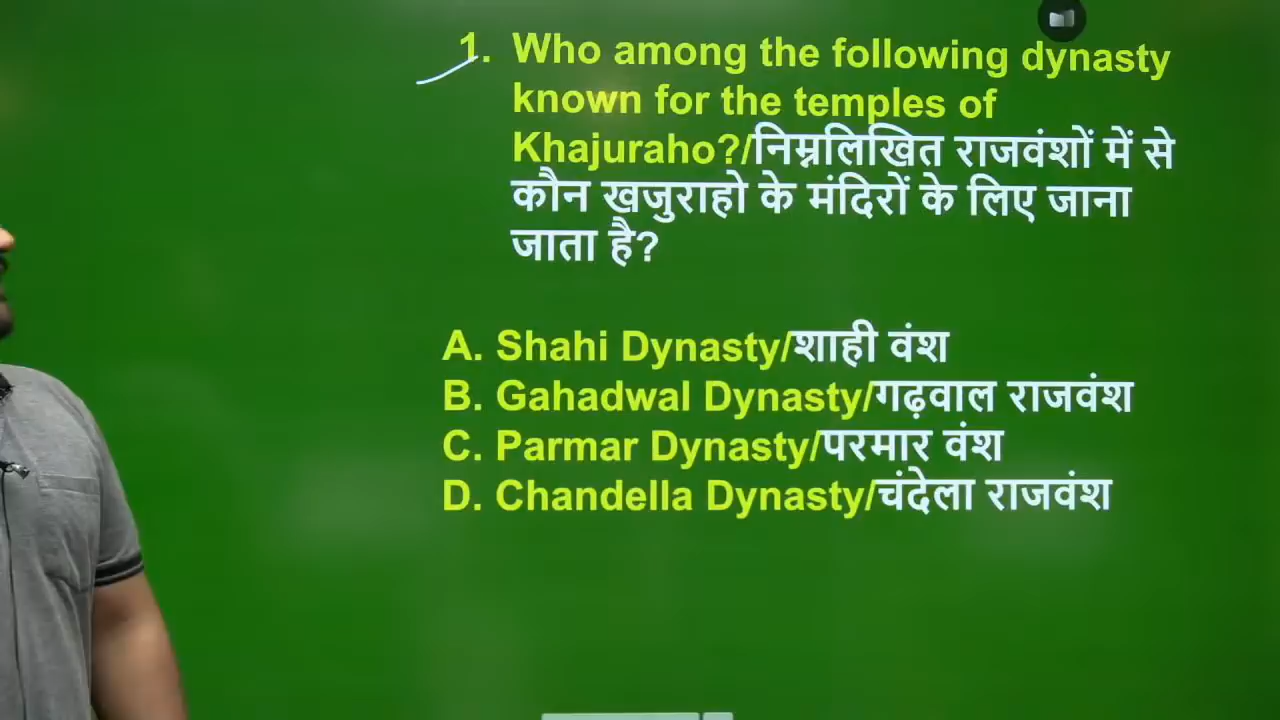 1. Who among the following dynasty
known for the temples of
Khajuraho?/निम्नलिखित राजवंशों में से
कौन खजुराहो के मंदिरों के लिए जाना
जाता है?
A. Shahi Dynasty/शाही वंश
B. Gahadwal Dynasty/गढ़वाल राजवंश
C. Parmar Dynasty/परमार वंश
D. Chandella Dynasty/चंदेला राजवंश